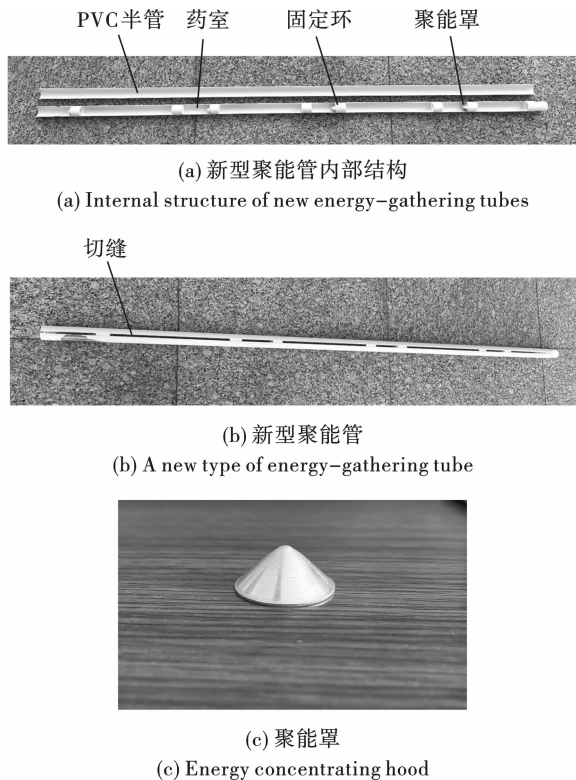 PVC半管 药室 固定环 聚能罩
(a) 新型聚能管内部结构
(a) Internal structure of new energy-gathering tubes
切缝
(b) 新型聚能管
(b) A new type of energy-gathering tube
(c) 聚能罩
(c) Energy concentrating hood